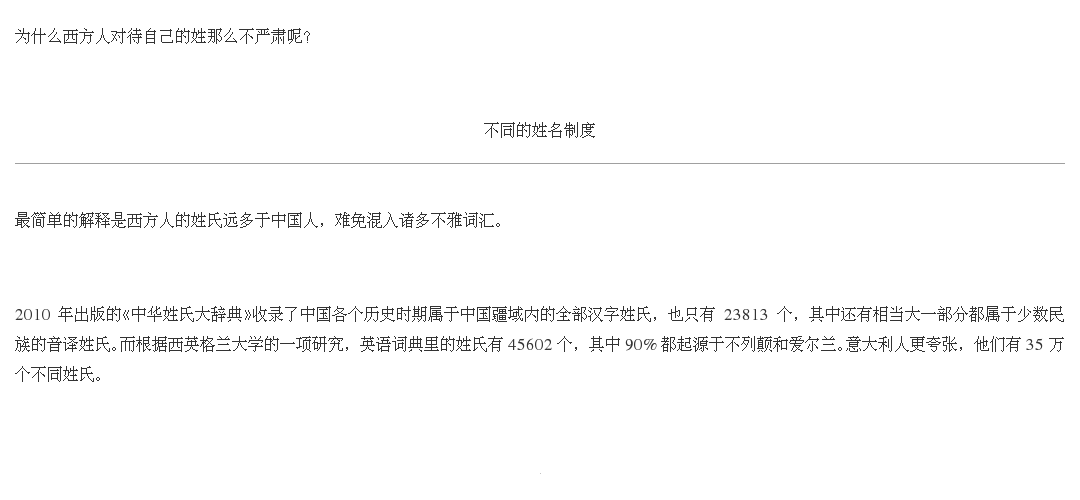 为什么西方人对待自己的姓那么不严肃呢？
不同的姓名制度
最简单的解释是西方人的姓氏远多于中国人，难免混入诸多不雅词汇。
2010 年出版的《中华姓氏大辞典》收录了中国各个历史时期属于中国疆域内的全部汉字姓氏，也只有 23813 个，其中还有相当大一部分都属于少数民
族的音译姓氏。而根据西英格兰大学的一项研究，英语词典里的姓氏有 45602 个，其中 90% 都起源于不列颠和爱尔兰。意大利人更夸张，他们有 35 万
个不同姓氏。